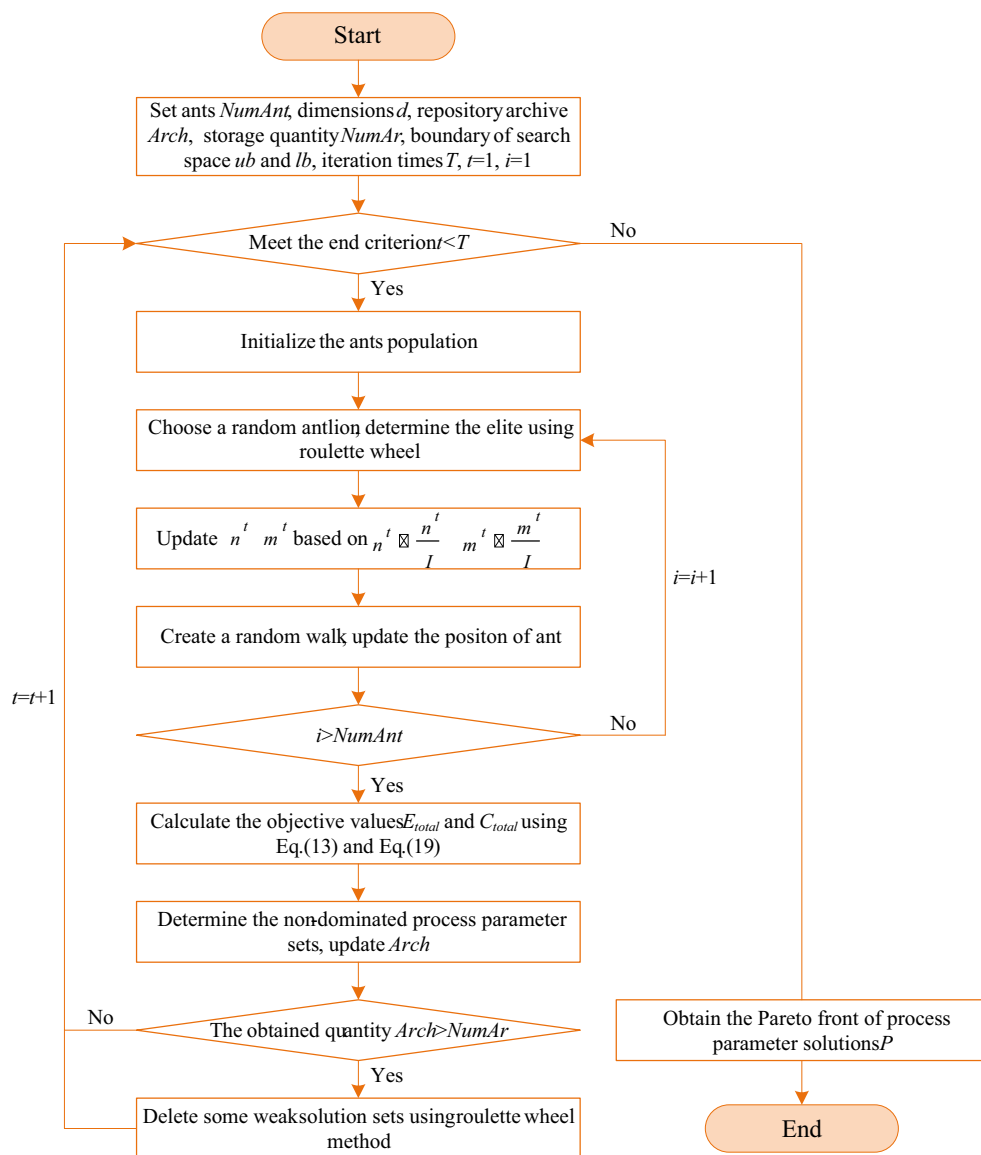 Start
Set ants NumAnt, dimensions d, repository archive
Arch, storage quantity NumAr, boundary of search
space ub and lb, iteration times T, t=1, i=1
Meet the end criterion t<T
No
Yes
Initialize the ants population
Choose a random antlion, determine the elite using
roulette wheel
Update n^t m^t based on n^t ⊠ n^t/I m^t ⊠ m^t/I
i=i+1
Create a random walk, update the positon of ant
t=t+1
i>NumAnt
No
Yes
Calculate the objective values E_total and C_total using
Eq.(13) and Eq.(19)
Determine the non-dominated process parameter
sets, update Arch
No
The obtained quantity Arch>NumAr
Yes
Obtain the Pareto front of process
parameter solutions P
Delete some weak solution sets using roulette wheel
method
End